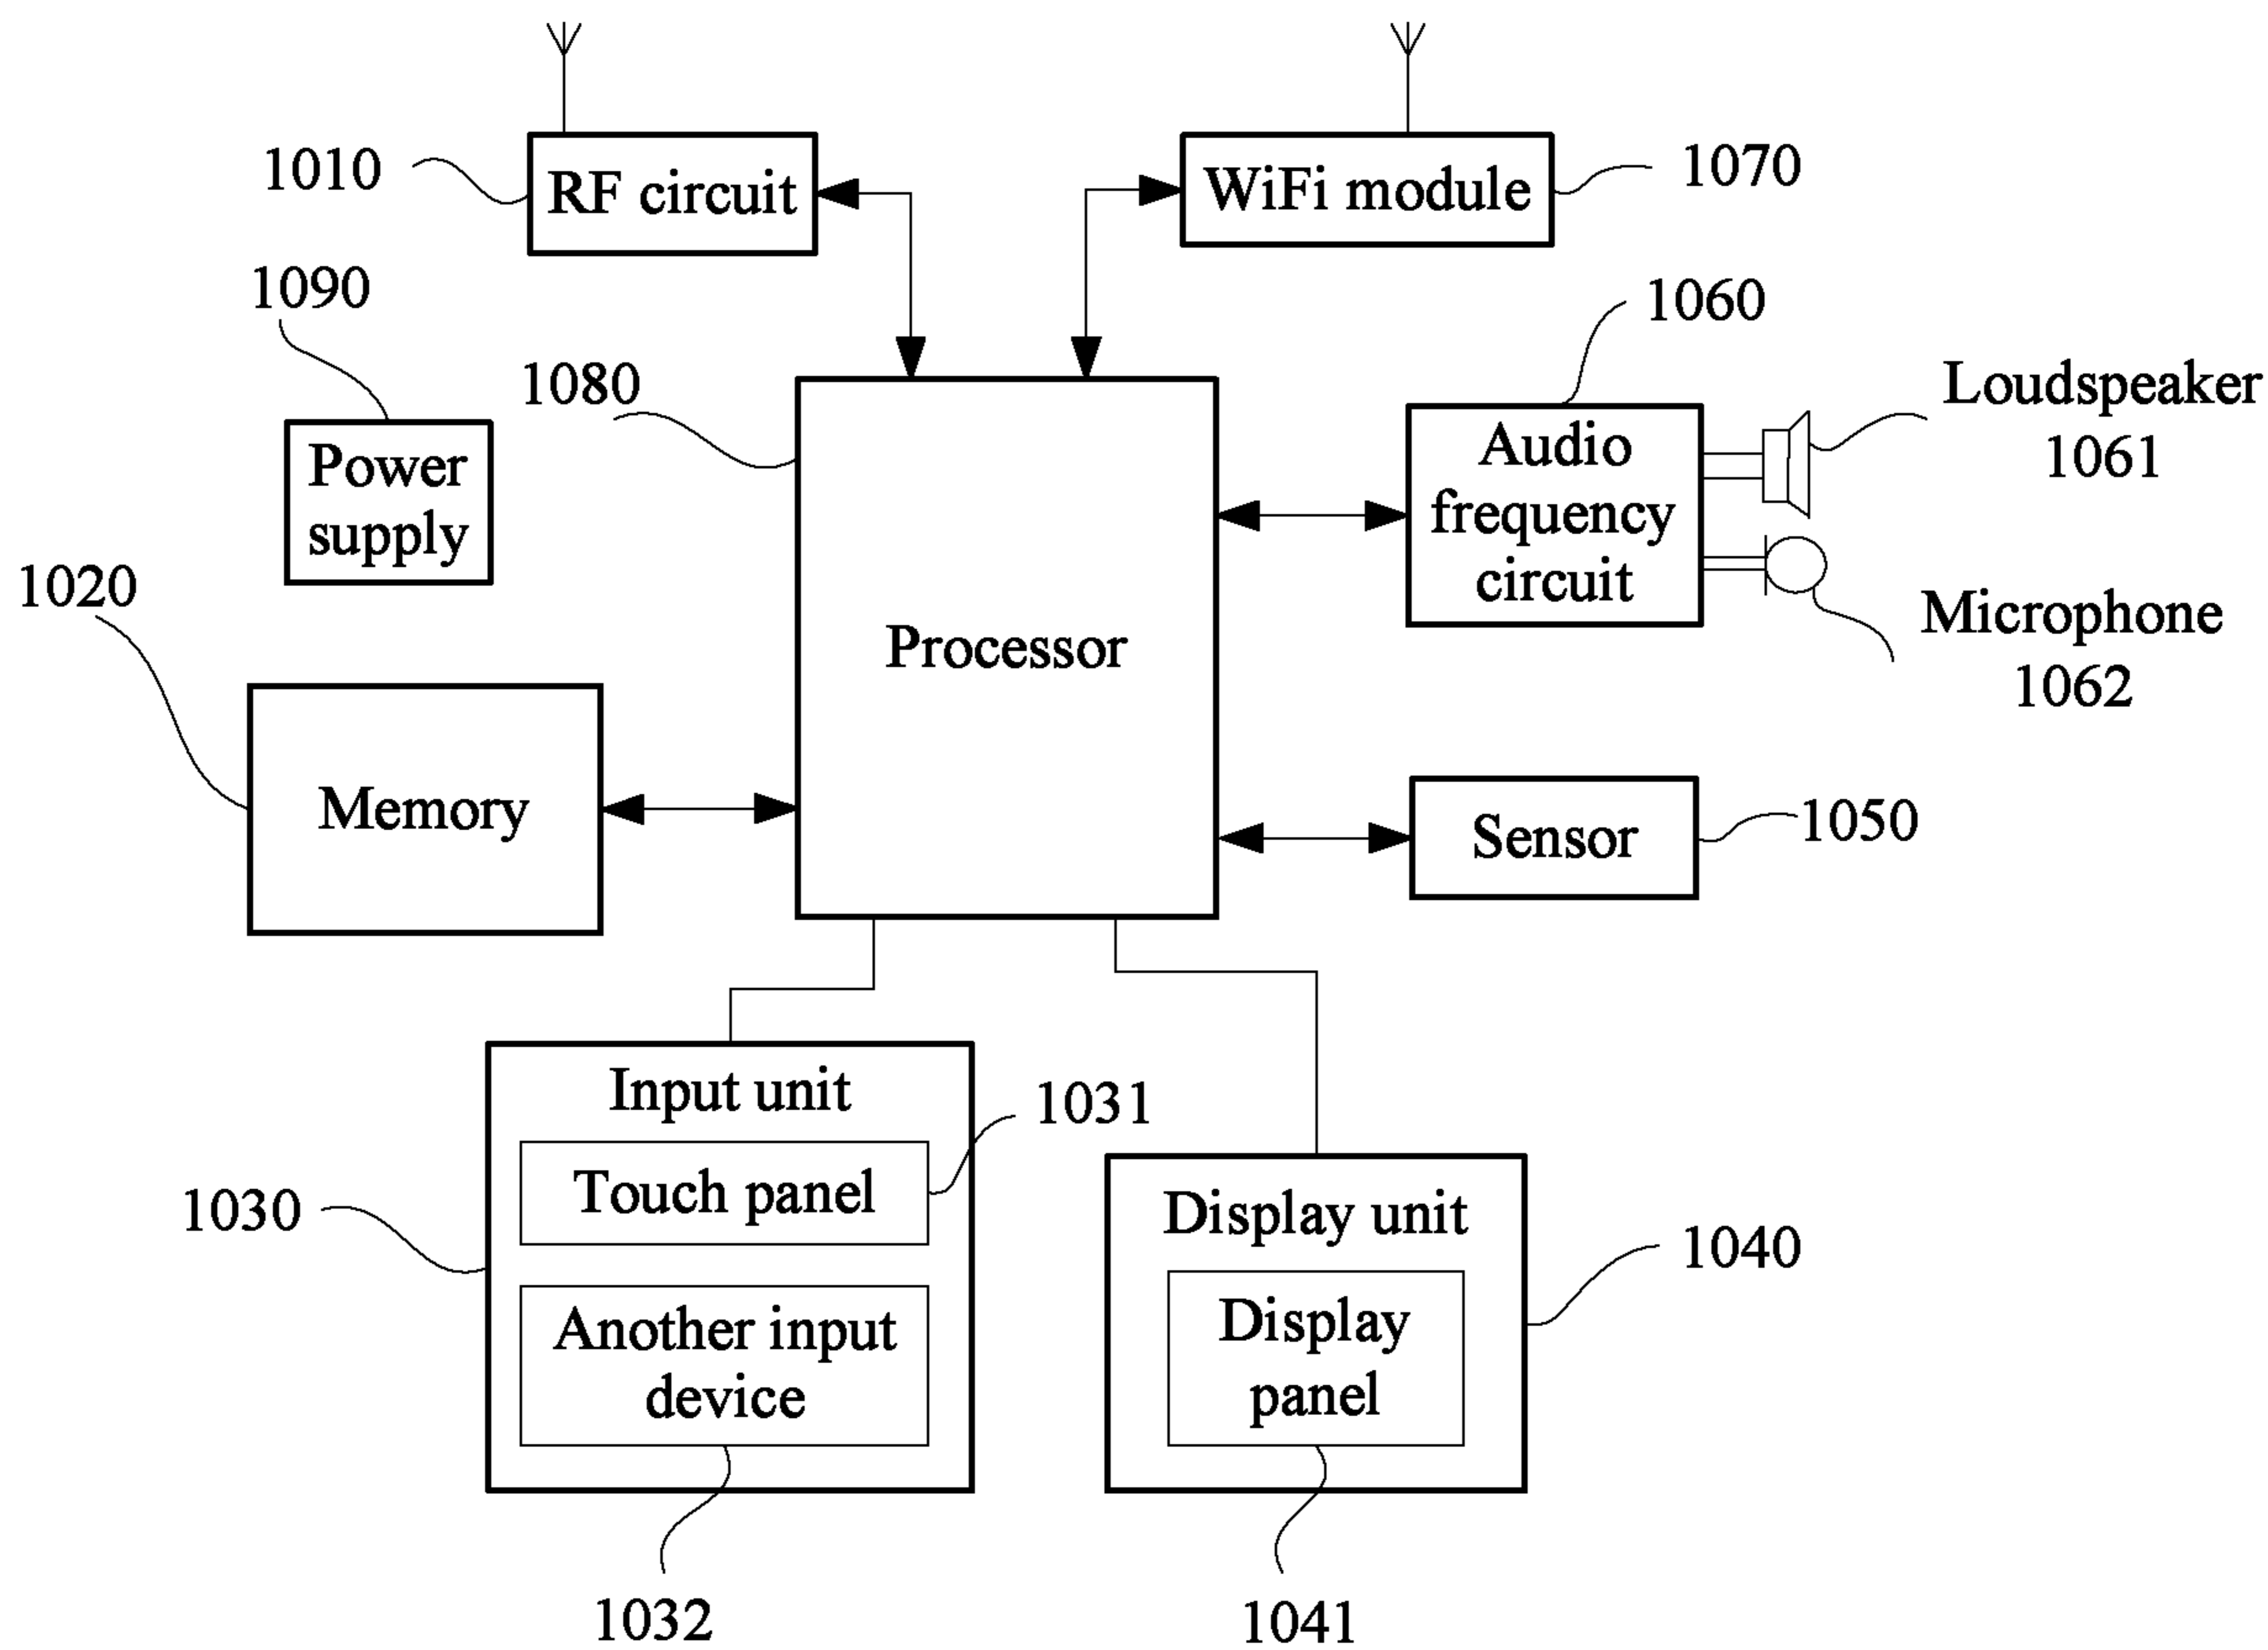 1010
RF circuit
WiFi module
1070
1090
1060
1080
Loudspeaker
1061
Power
supply
Audio
frequency
circuit
1020
Processor
Microphone
1062
Memory
Sensor
1050
Input unit
1031
Touch panel
1030
Display unit
1040
Another input
device
Display
panel
1032
1041